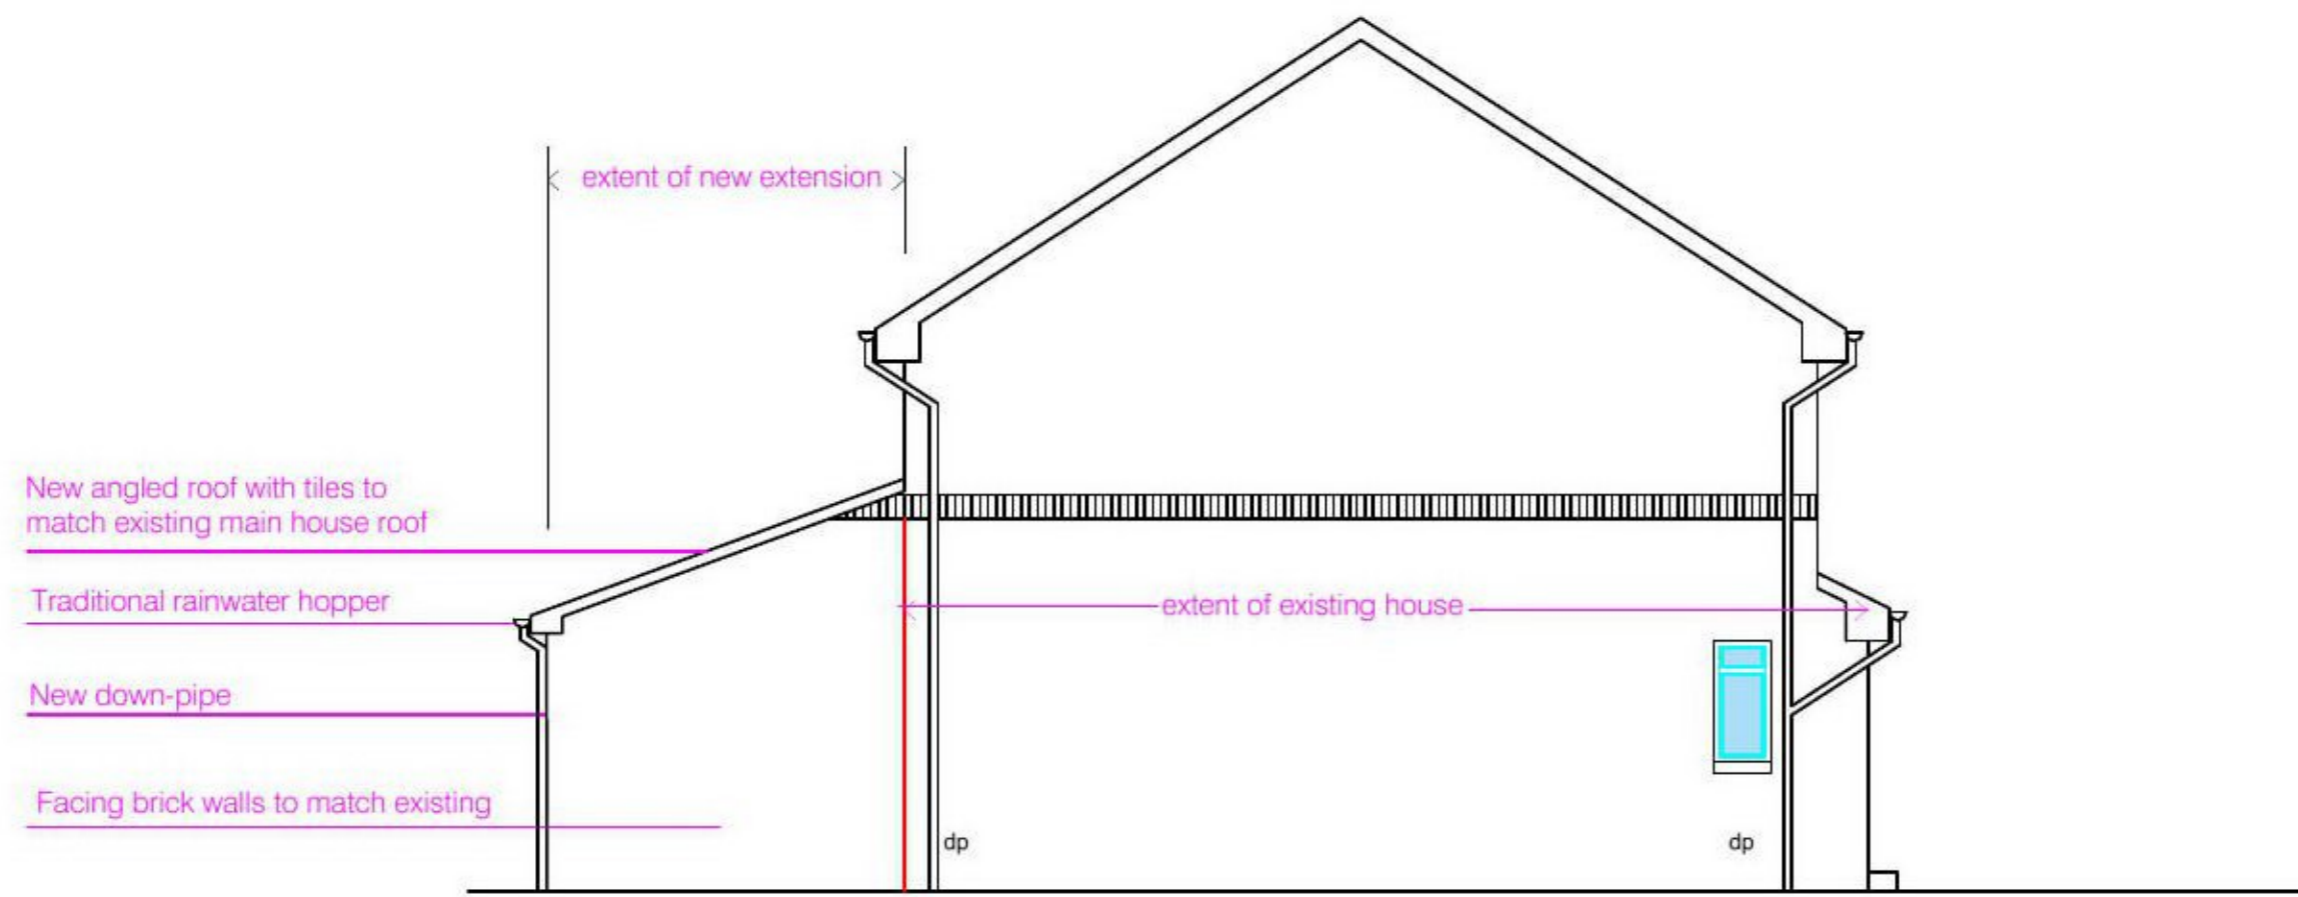 extent of new extension
New angled roof with tiles to
match existing main house roof
Traditional rainwater hopper
extent of existing house
New down-pipe
Facing brick walls to match existing
dp
dp